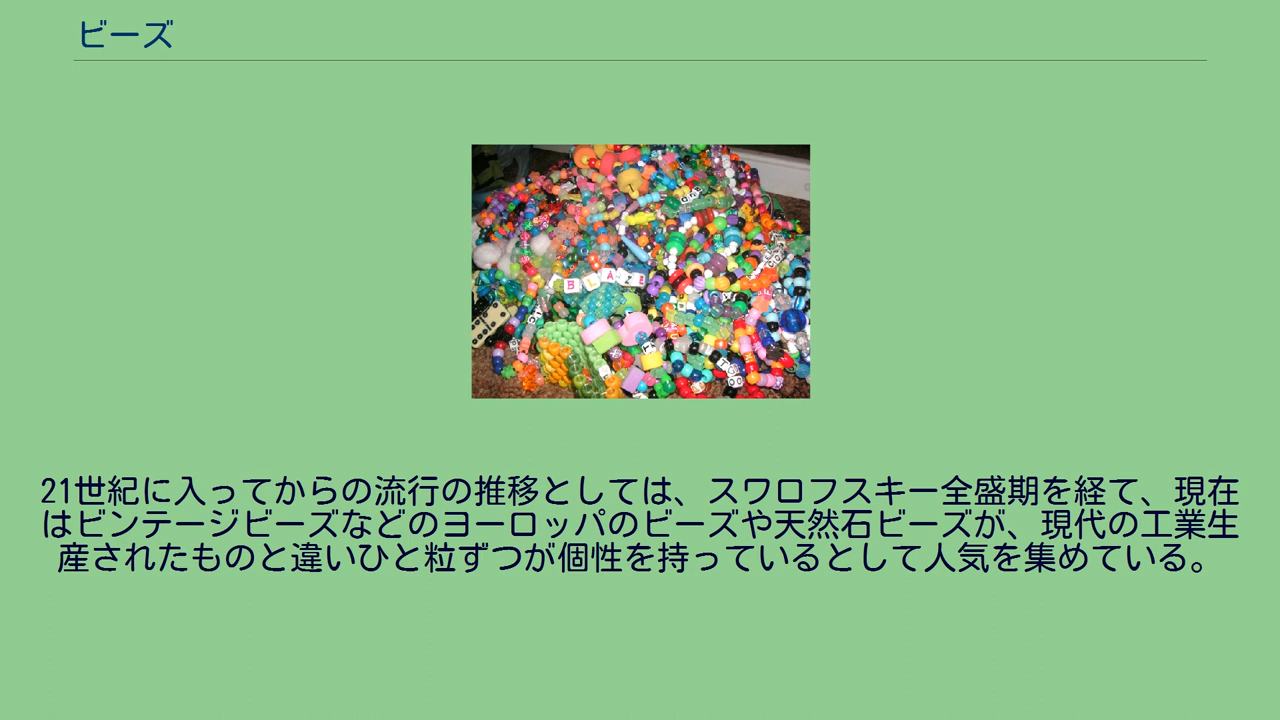 ビーズ
BLAZE
21世紀に入ってからの流行の推移としては、スワロフスキー全盛期を経て、現在
はビンテージビーズなどのヨーロッパのビーズや天然石ビーズが、現代の工業生
産されたものと違いひと粒ずつが個性を持っているとして人気を集めている。